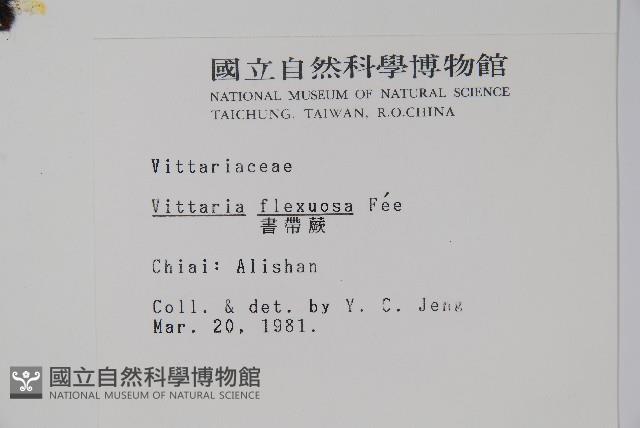 國立自然科學博物館
NATIONAL MUSEUM OF NATURAL SCIENCE
TAICHUNG, TAIWAN, R.O.CHINA
Vittariaceae
Vittaria flexuosa Fée
書帶蕨
Chiai: Alishan
Coll. & det. by Y. C. Jeng
Mar. 20, 1981.
國立自然科學博物館
NATIONAL MUSEUM OF NATURAL SCIENCE